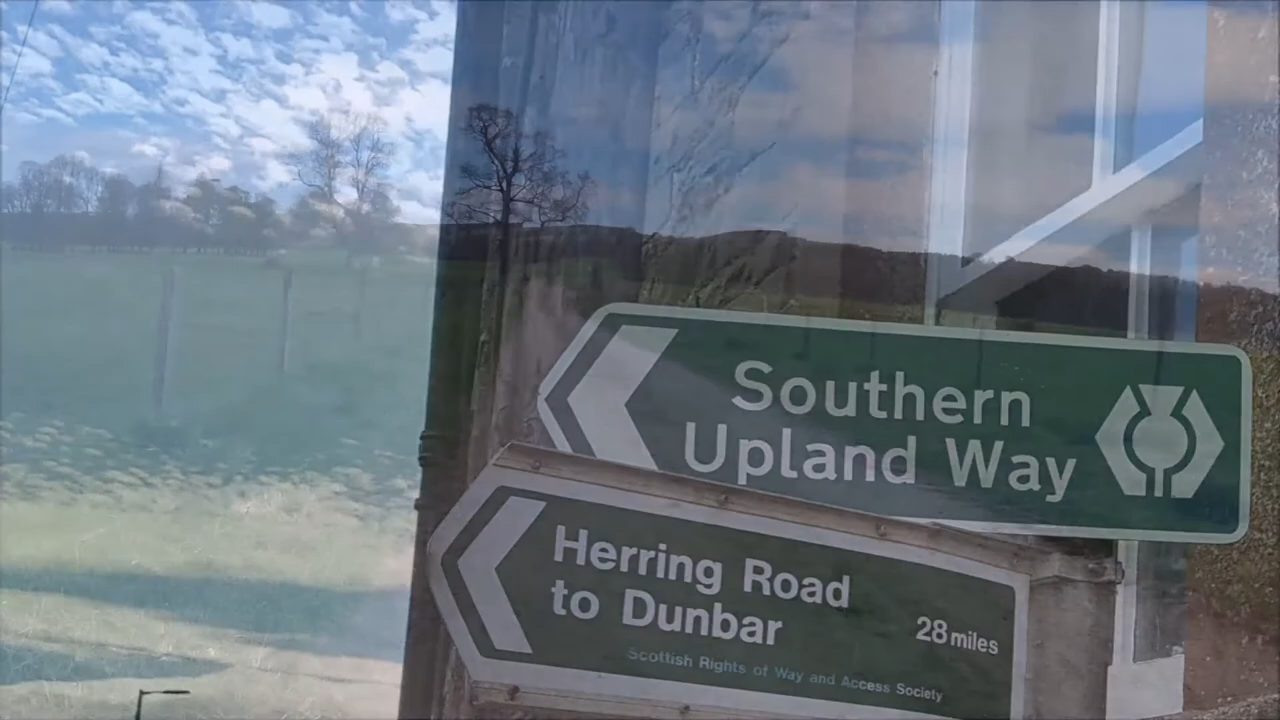 Southern
Upland Way
Herring Road
to Dunbar
28 miles
Scottish Rights of Way and Access Society